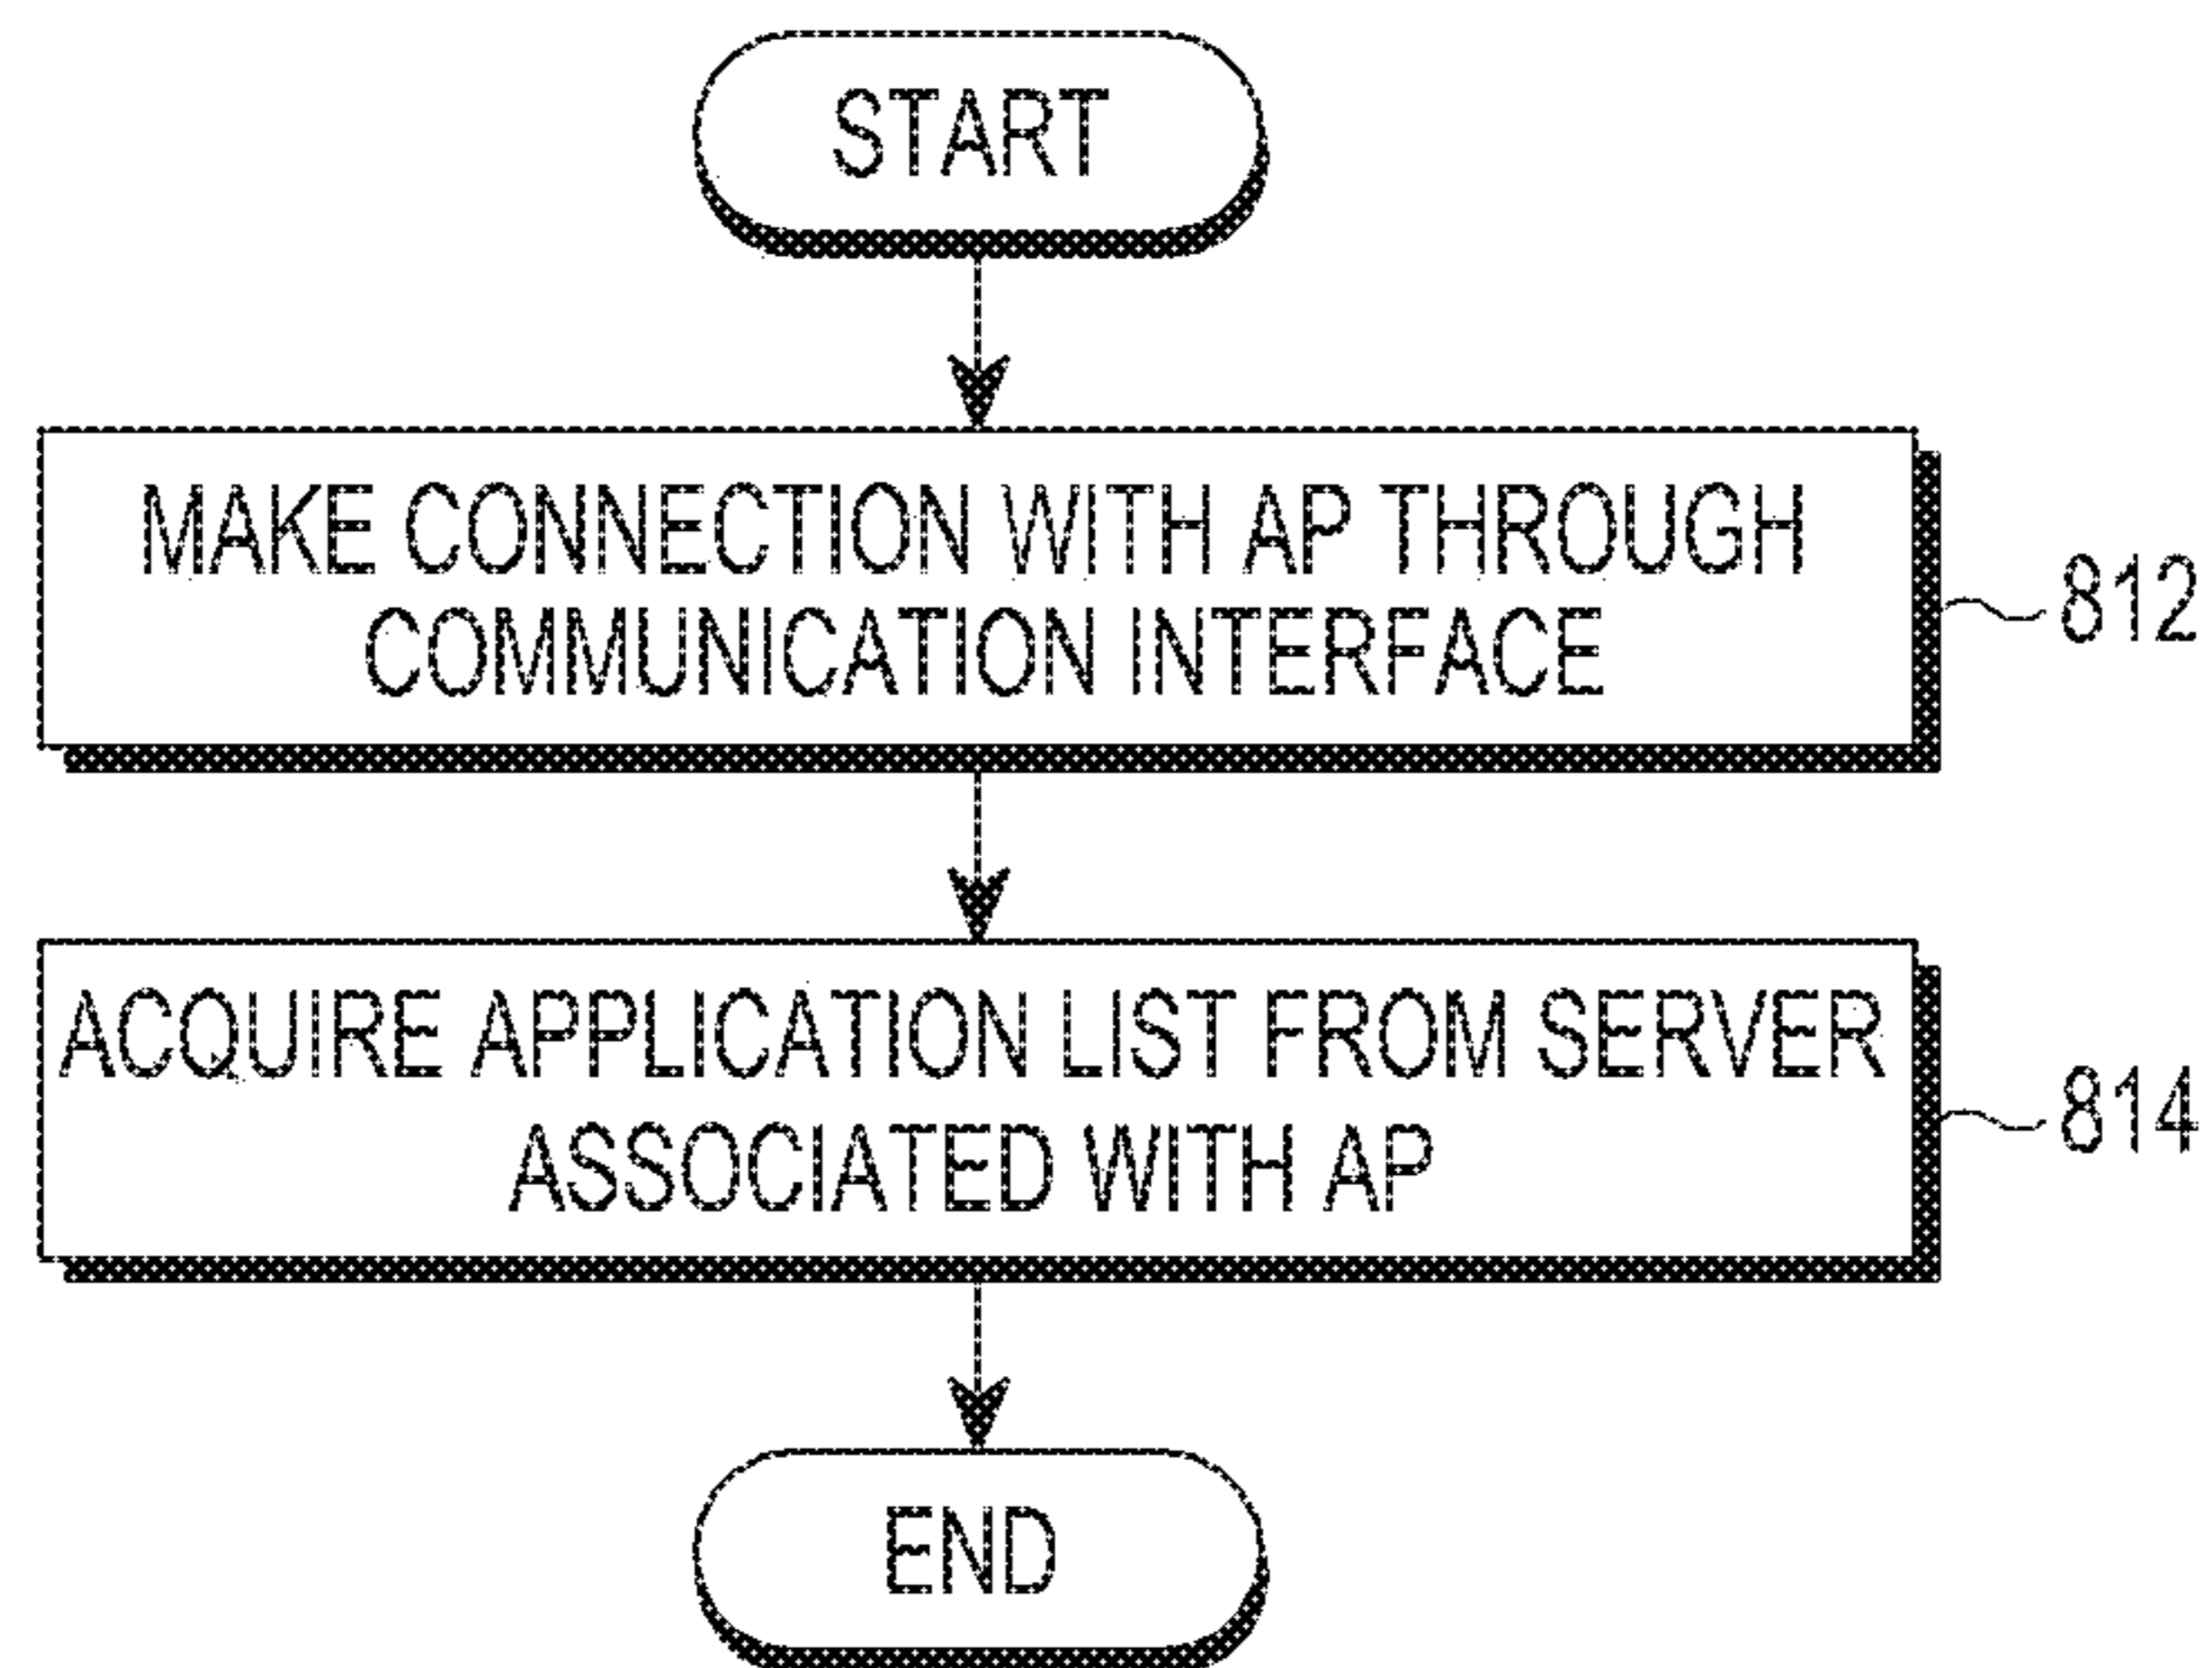 START
MAKE CONNECTION WITH AP THROUGH
COMMUNICATION INTERFACE
812
ACQUIRE APPLICATION LIST FROM SERVER
ASSOCIATED WITH AP
814
END